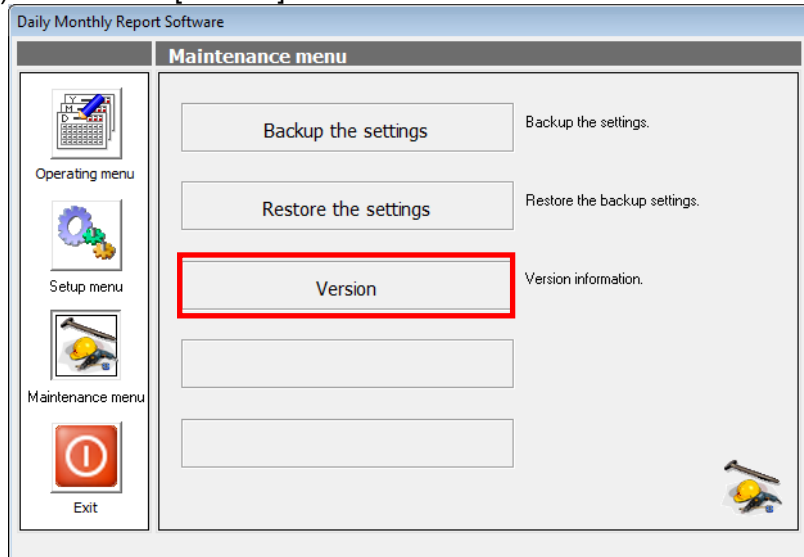 Daily Monthly Report Software
Maintenance menu
Backup the settings
Backup the settings.
Operating menu
Restore the settings
Restore the backup settings.
Setup menu
Version
Version information.
Maintenance menu
Exit